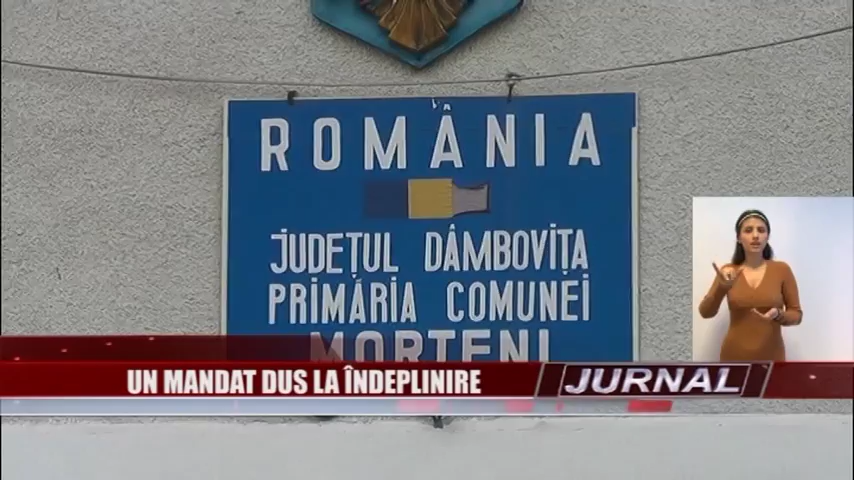 ROMÂNIA
JUDEȚUL DÂMBOVIȚA
PRIMĂRIA COMUNEI
MORTENI
UN MANDAT DUS LA ÎNDEPLINIRE
JURNAL